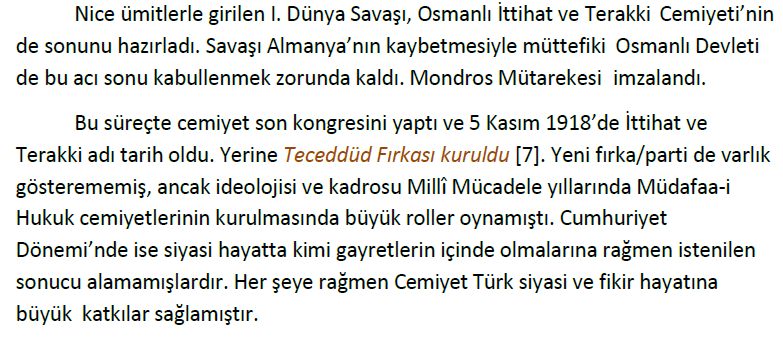 Nice ümitlerle girilen I. Dünya Savaşı, Osmanlı İttihat ve Terakki Cemiyeti’nin
de sonunu hazırladı. Savaşı Almanya’nın kaybetmesiyle müttefiki Osmanlı Devleti
de bu acı sonu kabullenmek zorunda kaldı. Mondros Mütarekesi imzalandı.
Bu süreçte cemiyet son kongresini yaptı ve 5 Kasım 1918’de İttihat ve
Terakki adı tarih oldu. Yerine Teceddüd Fırkası kuruldu [7]. Yeni fırka/parti de varlık
gösterememiş, ancak ideolojisi ve kadrosu Millî Mücadele yıllarında Müdafaa-i
Hukuk cemiyetlerinin kurulmasında büyük roller oynamıştı. Cumhuriyet
Dönemi’nde ise siyasi hayatta kimi gayretlerin içinde olmalarına rağmen istenilen
sonucu alamamışlardır. Her şeye rağmen Cemiyet Türk siyasi ve fikir hayatına
büyük katkılar sağlamıştır.